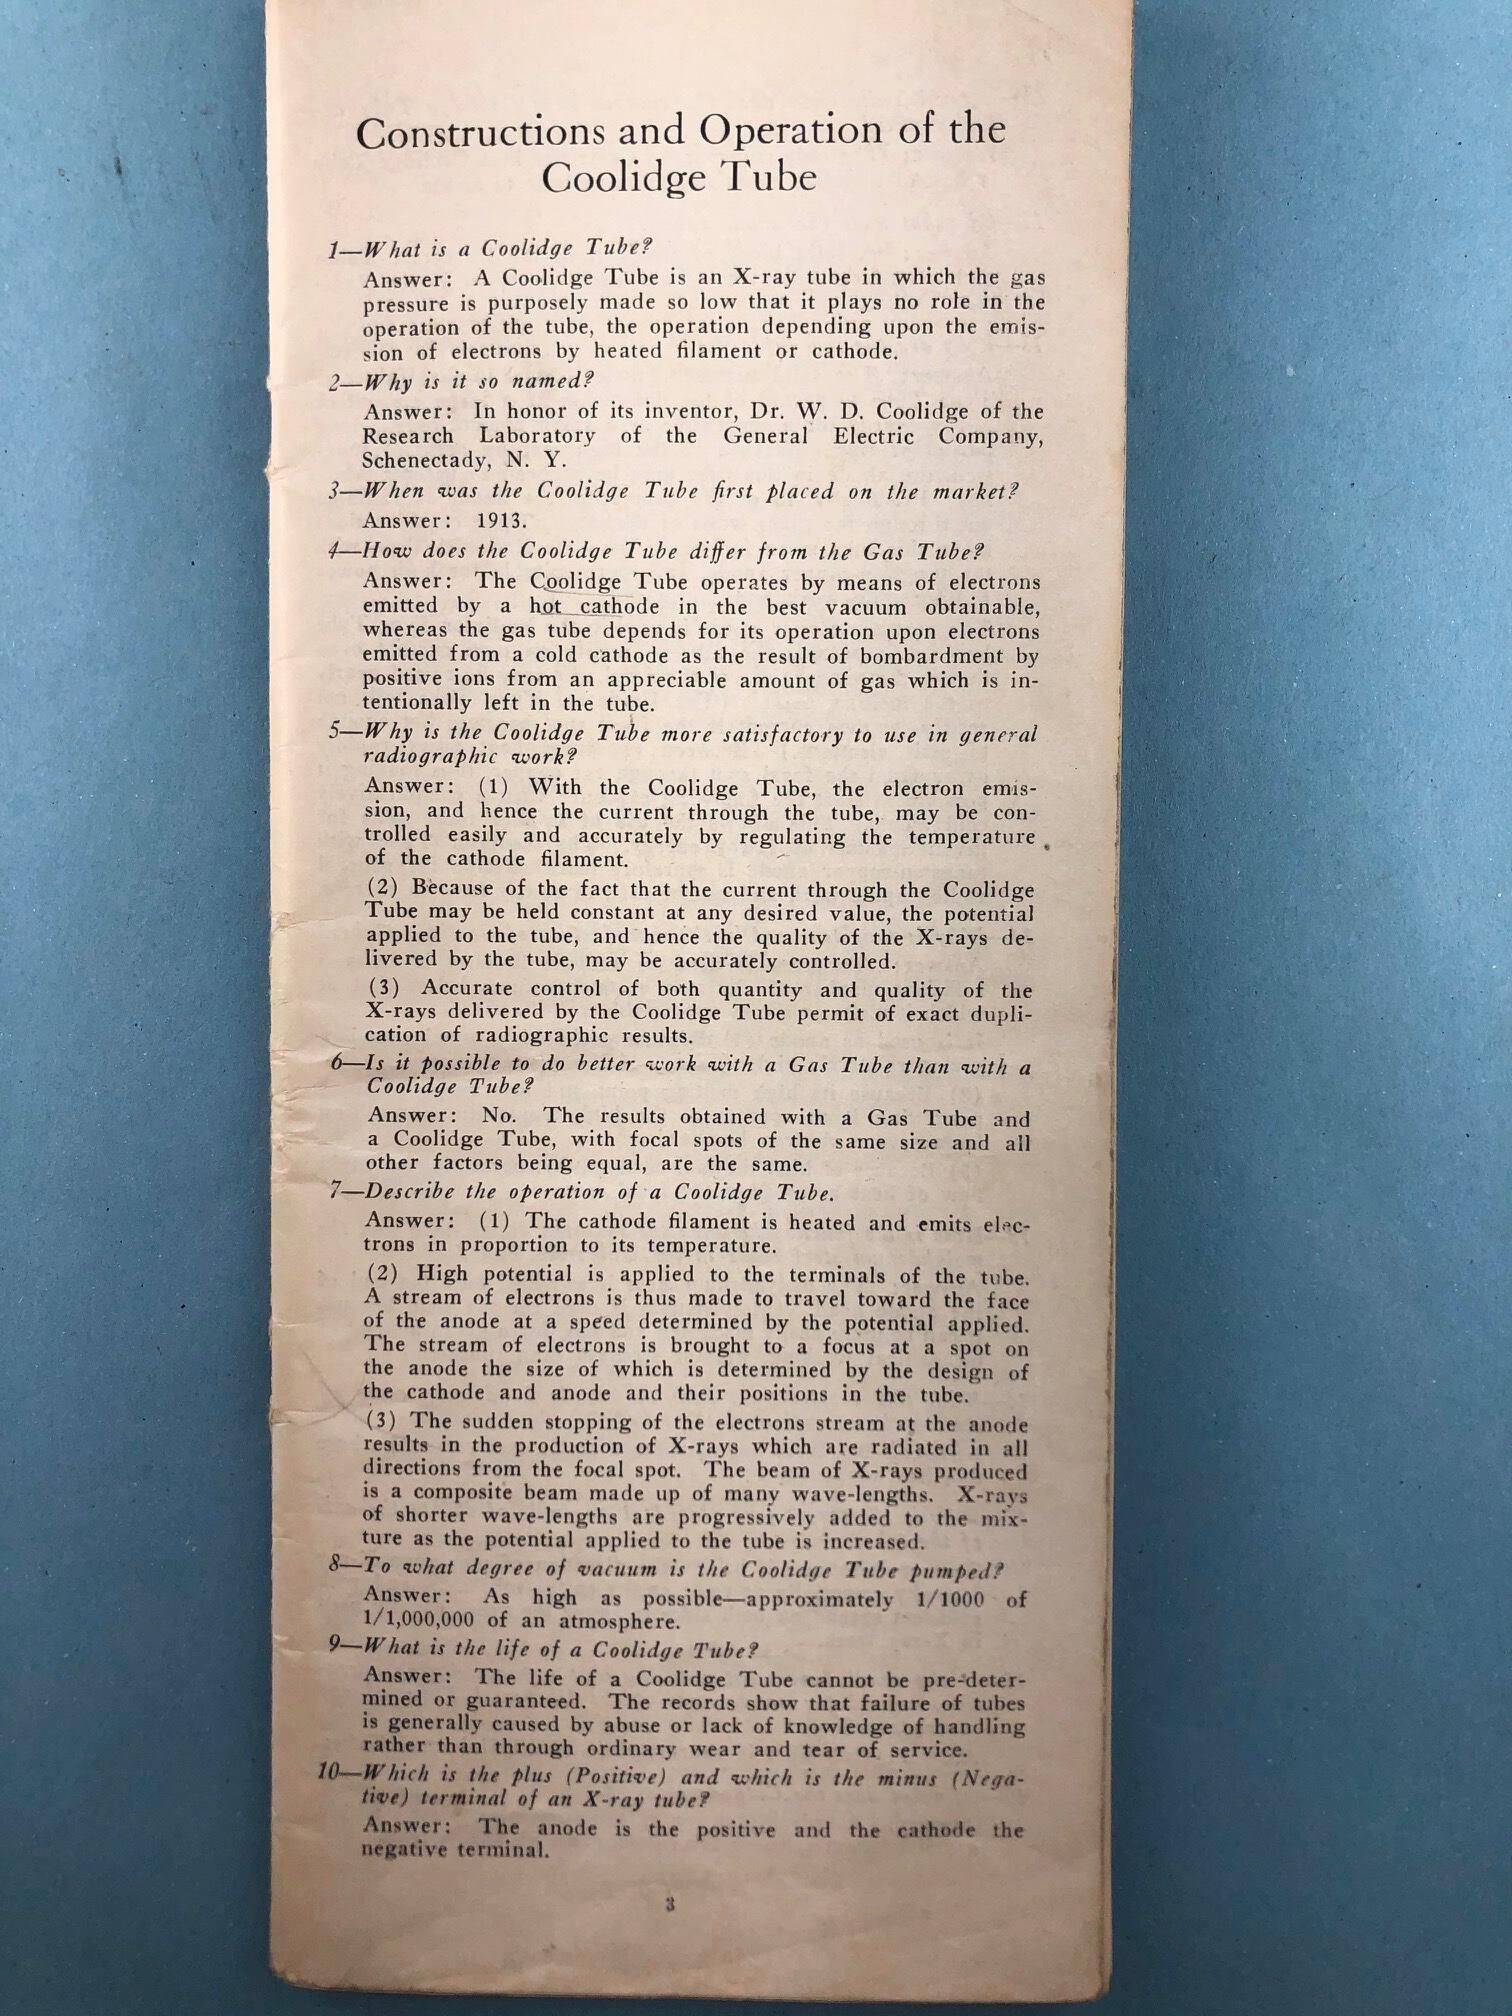 Constructions and Operation of the
Coolidge Tube
1—What is a Coolidge Tube?
Answer: A Coolidge Tube is an X-ray tube in which the gas
pressure is purposely made so low that it plays no role in the
operation of the tube, the operation depending upon the emis-
sion of electrons by heated filament or cathode.
2—Why is it so named?
Answer: In honor of its inventor, Dr. W. D. Coolidge of the
Research Laboratory of the General Electric Company,
Schenectady, N. Y.
3—When was the Coolidge Tube first placed on the market?
Answer: 1913.
4—How does the Coolidge Tube differ from the Gas Tube?
Answer: The Coolidge Tube operates by means of electrons
emitted by a hot cathode in the best vacuum obtainable,
whereas the gas tube depends for its operation upon electrons
emitted from a cold cathode as the result of bombardment by
positive ions from an appreciable amount of gas which is in-
tentionally left in the tube.
5—Why is the Coolidge Tube more satisfactory to use in general
radiographic work?
Answer: (1) With the Coolidge Tube, the electron emis-
sion, and hence the current through the tube, may be con-
trolled easily and accurately by regulating the temperature
of the cathode filament.
(2) Because of the fact that the current through the Coolidge
Tube may be held constant at any desired value, the potential
applied to the tube, and hence the quality of the X-rays de-
livered by the tube, may be accurately controlled.
(3) Accurate control of both quantity and quality of the
X-rays delivered by the Coolidge Tube permit of exact dupli-
cation of radiographic results.
6—Is it possible to do better work with a Gas Tube than with a
Coolidge Tube?
Answer: No. The results obtained with a Gas Tube and
a Coolidge Tube, with focal spots of the same size and all
other factors being equal, are the same.
7—Describe the operation of a Coolidge Tube.
Answer: (1) The cathode filament is heated and emits elec-
trons in proportion to its temperature.
(2) High potential is applied to the terminals of the tube.
A stream of electrons is thus made to travel toward the face
of the anode at a speed determined by the potential applied.
The stream of electrons is brought to a focus at a spot on
the anode the size of which is determined by the design of
the cathode and anode and their positions in the tube.
(3) The sudden stopping of the electrons stream at the anode
results in the production of X-rays which are radiated in all
directions from the focal spot. The beam of X-rays produced
is a composite beam made up of many wave-lengths. X-rays
of shorter wave-lengths are progressively added to the mix-
ture as the potential applied to the tube is increased.
8—To what degree of vacuum is the Coolidge Tube pumped?
Answer: As high as possible—approximately 1/1000 of
1/1,000,000 of an atmosphere.
9—What is the life of a Coolidge Tube?
Answer: The life of a Coolidge Tube cannot be pre-deter-
mined or guaranteed. The records show that failure of tubes
is generally caused by abuse or lack of knowledge of handling
rather than through ordinary wear and tear of service.
10—Which is the plus (Positive) and which is the minus (Nega-
tive) terminal of an X-ray tube?
Answer: The anode is the positive and the cathode the
negative terminal.
3